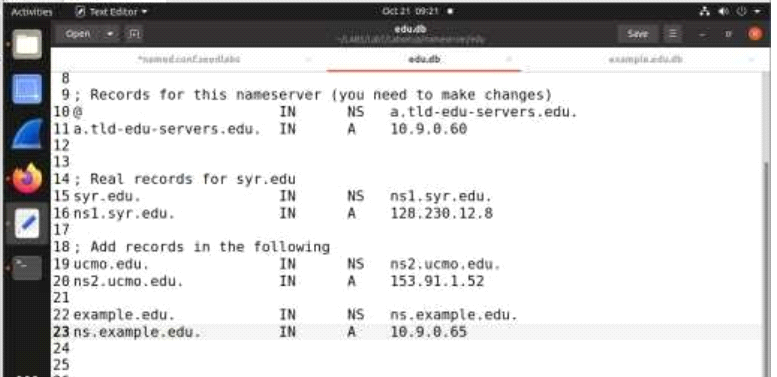 Activities Text Editor Oct 21 09:21
Open edu.db Save
*named.conf.seedlabs edu.db example.edu.db
8
9 ; Records for this nameserver (you need to make changes)
10 @ IN NS a.tld-edu-servers.edu.
11 a.tld-edu-servers.edu. IN A 10.9.0.60
12
13
14 ; Real records for syr.edu
15 syr.edu. IN NS ns1.syr.edu.
16 ns1.syr.edu. IN A 128.230.12.8
17
18 ; Add records in the following
19 ucmo.edu. IN NS ns2.ucmo.edu.
20 ns2.ucmo.edu. IN A 153.91.1.52
21
22 example.edu. IN NS ns.example.edu.
23 ns.example.edu. IN A 10.9.0.65
24
25